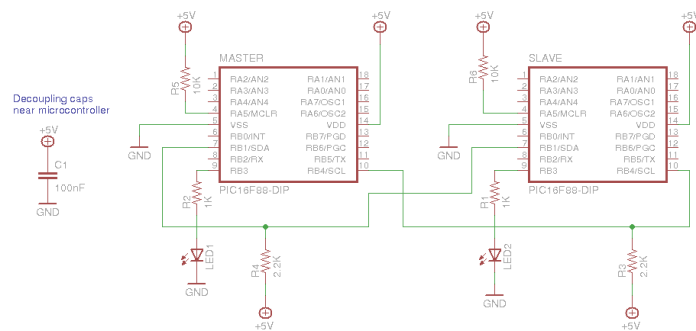 +5V
+5V
+5V
+5V
MASTER
SLAVE
R5
10K
R6
10K
1 RA2/AN2 RA1/AN1 18
2 RA3/AN3 RA0/AN0 17
3 RA4/AN4 RA7/OSC1 16
4 RA5/MCLR RA6/OSC2 15
5 VSS VDD 14
6 RB0/INT RB7/PGD 13
7 RB1/SDA RB6/PGC 12
8 RB2/RX RB5/TX 11
9 RB3 RB4/SCL 10
PIC16F88-DIP
1 RA2/AN2 RA1/AN1 18
2 RA3/AN3 RA0/AN0 17
3 RA4/AN4 RA7/OSC1 16
4 RA5/MCLR RA6/OSC2 15
5 VSS VDD 14
6 RB0/INT RB7/PGD 13
7 RB1/SDA RB6/PGC 12
8 RB2/RX RB5/TX 11
9 RB3 RB4/SCL 10
PIC16F88-DIP
Decoupling caps
near microcontroller
+5V
C1
100nF
GND
GND
GND
R2
1K
R1
1K
LED1
LED2
GND
GND
R4
2.2K
R3
2.2K
+5V
+5V